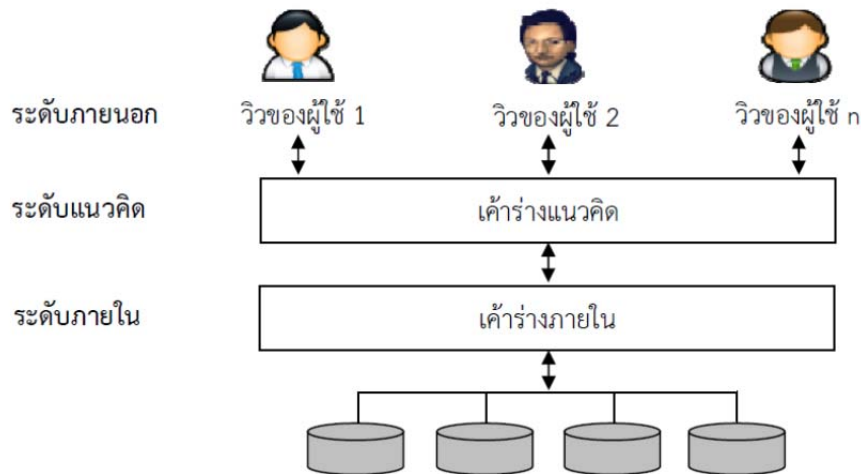 ระดับภายนอก วิวของผู้ใช้ 1 วิวของผู้ใช้ 2 วิวของผู้ใช้ n
ระดับแนวคิด เค้าร่างแนวคิด
ระดับภายใน เค้าร่างภายใน